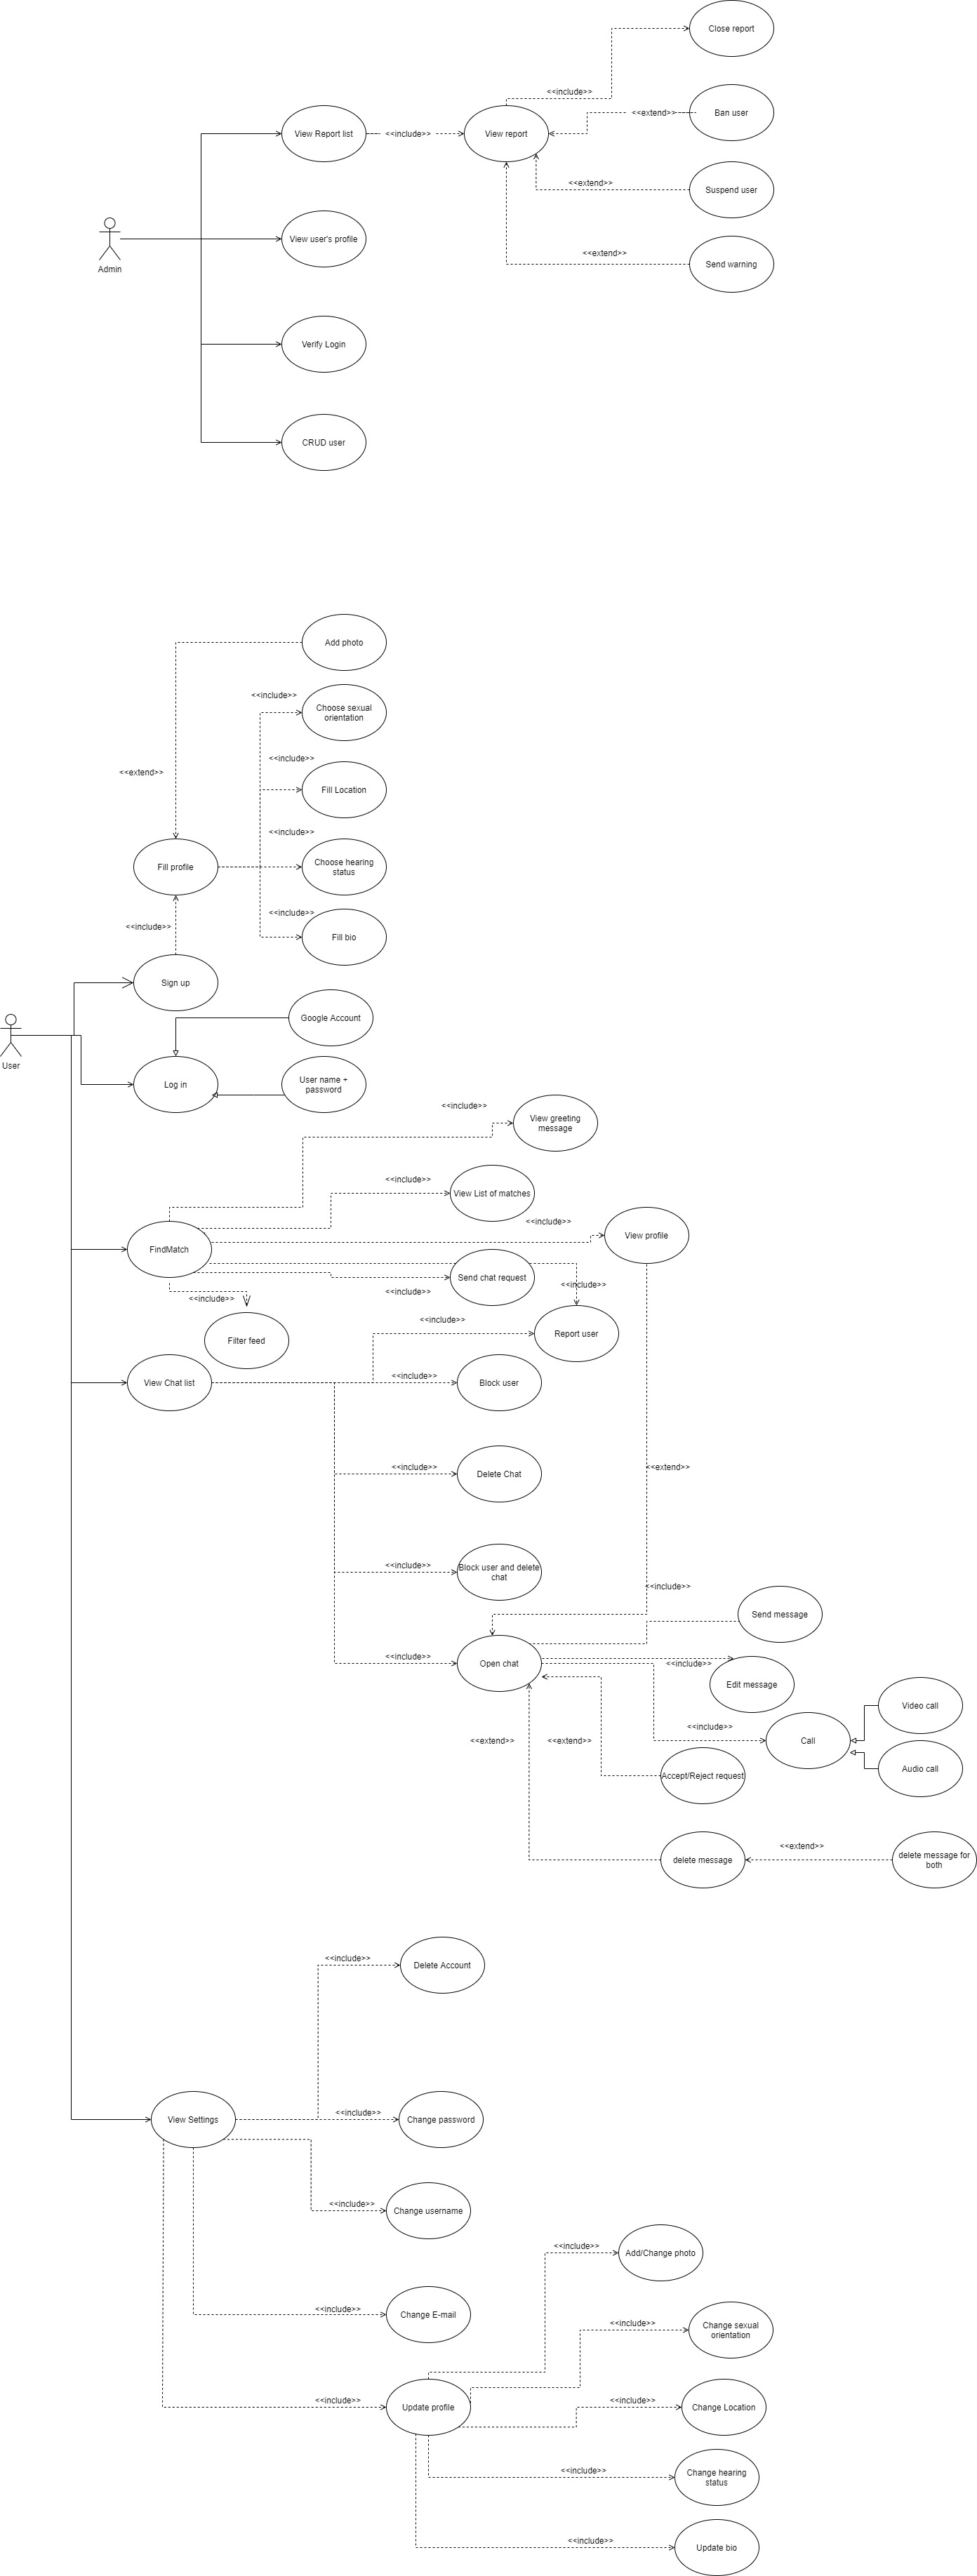 Close report
<<include>>
Ban user
<<extend>>
View Report list
<<include>>
View report
<<extend>>
Suspend user
View user's profile
Admin
<<extend>>
Send warning
Verify Login
CRUD user
Add photo
<<include>>
Choose sexual
orientation
<<include>>
<<extend>>
Fill Location
<<include>>
Fill profile
Choose hearing
status
<<include>>
<<include>>
Fill bio
Sign up
Google Account
User
Log in
User name +
password
<<include>>
View greeting
message
<<include>>
View List of matches
<<include>>
View profile
FindMatch
Send chat request
<<include>>
<<include>>
<<include>>
<<include>>
Filter feed
Report user
<<include>>
View Chat list
Block user
<<include>>
<<extend>>
Delete Chat
<<include>>
Block user and delete
chat
<<include>>
Send message
<<include>>
Open chat
<<include>>
Edit message
<<include>>
Video call
<<extend>>
<<extend>>
Call
Audio call
Accept/Reject request
<<extend>>
delete message
delete message for
both
<<include>>
Delete Account
<<include>>
View Settings
Change password
<<include>>
Change username
<<include>>
Add/Change photo
<<include>>
Change E-mail
<<include>>
Change sexual
orientation
<<include>>
Update profile
<<include>>
Change Location
<<include>>
Change hearing
status
<<include>>
Update bio